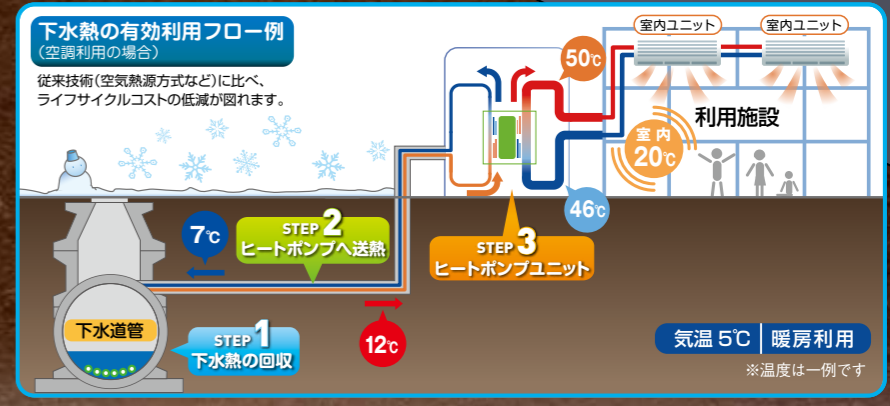 下水熱の有効利用フロー例
(空調利用の場合)
従来技術(空気熱源方式など)に比べ、
ライフサイクルコストの低減が図れます。
室内ユニット
室内ユニット
50℃
利用施設
室内
20℃
46℃
7℃
STEP 2
ヒートポンプへ送熱
STEP 3
ヒートポンプユニット
下水道管
STEP 1
下水熱の回収
12℃
気温 5℃ 暖房利用
※温度は一例です